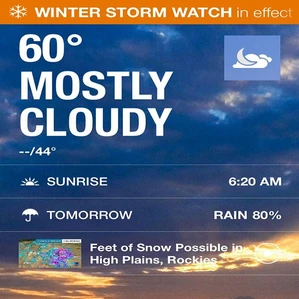 WINTER STORM WATCH in effect
60°
MOSTLY
CLOUDY
--/44°
SUNRISE 6:20 AM
TOMORROW RAIN 80%
Feet of Snow Possible in
High Plains, Rockies